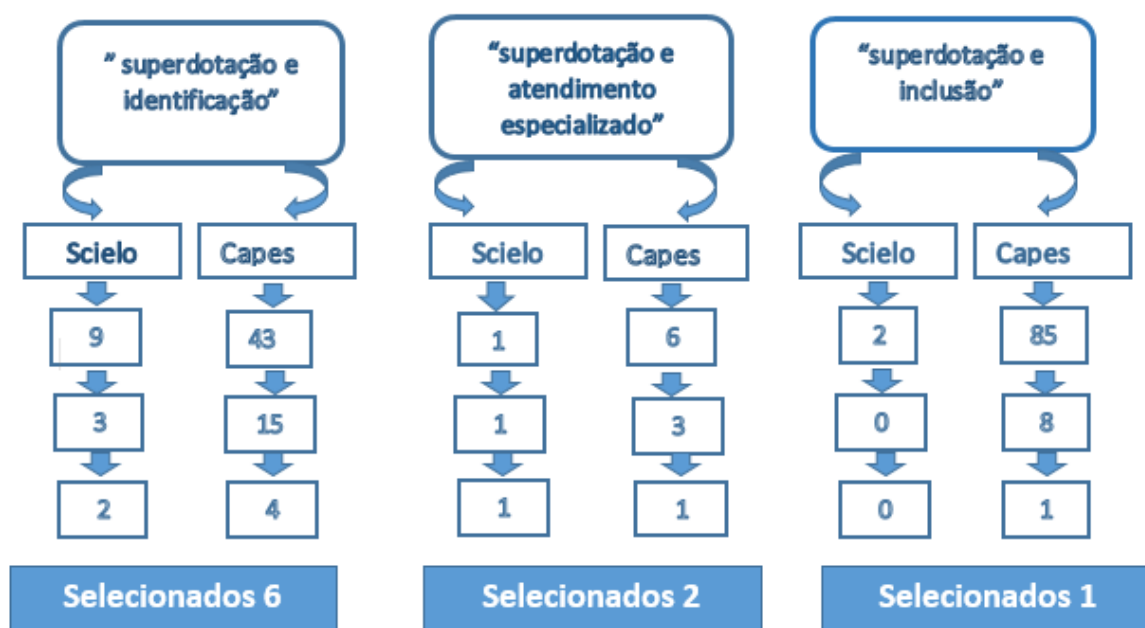 ” superdotação e
identificação”
“superdotação e
atendimento
especializado”
“superdotação e
inclusão”
Scielo
Capes
Scielo
Capes
Scielo
Capes
9
43
1
6
2
85
3
15
1
3
0
8
2
4
1
1
0
1
Selecionados 6
Selecionados 2
Selecionados 1